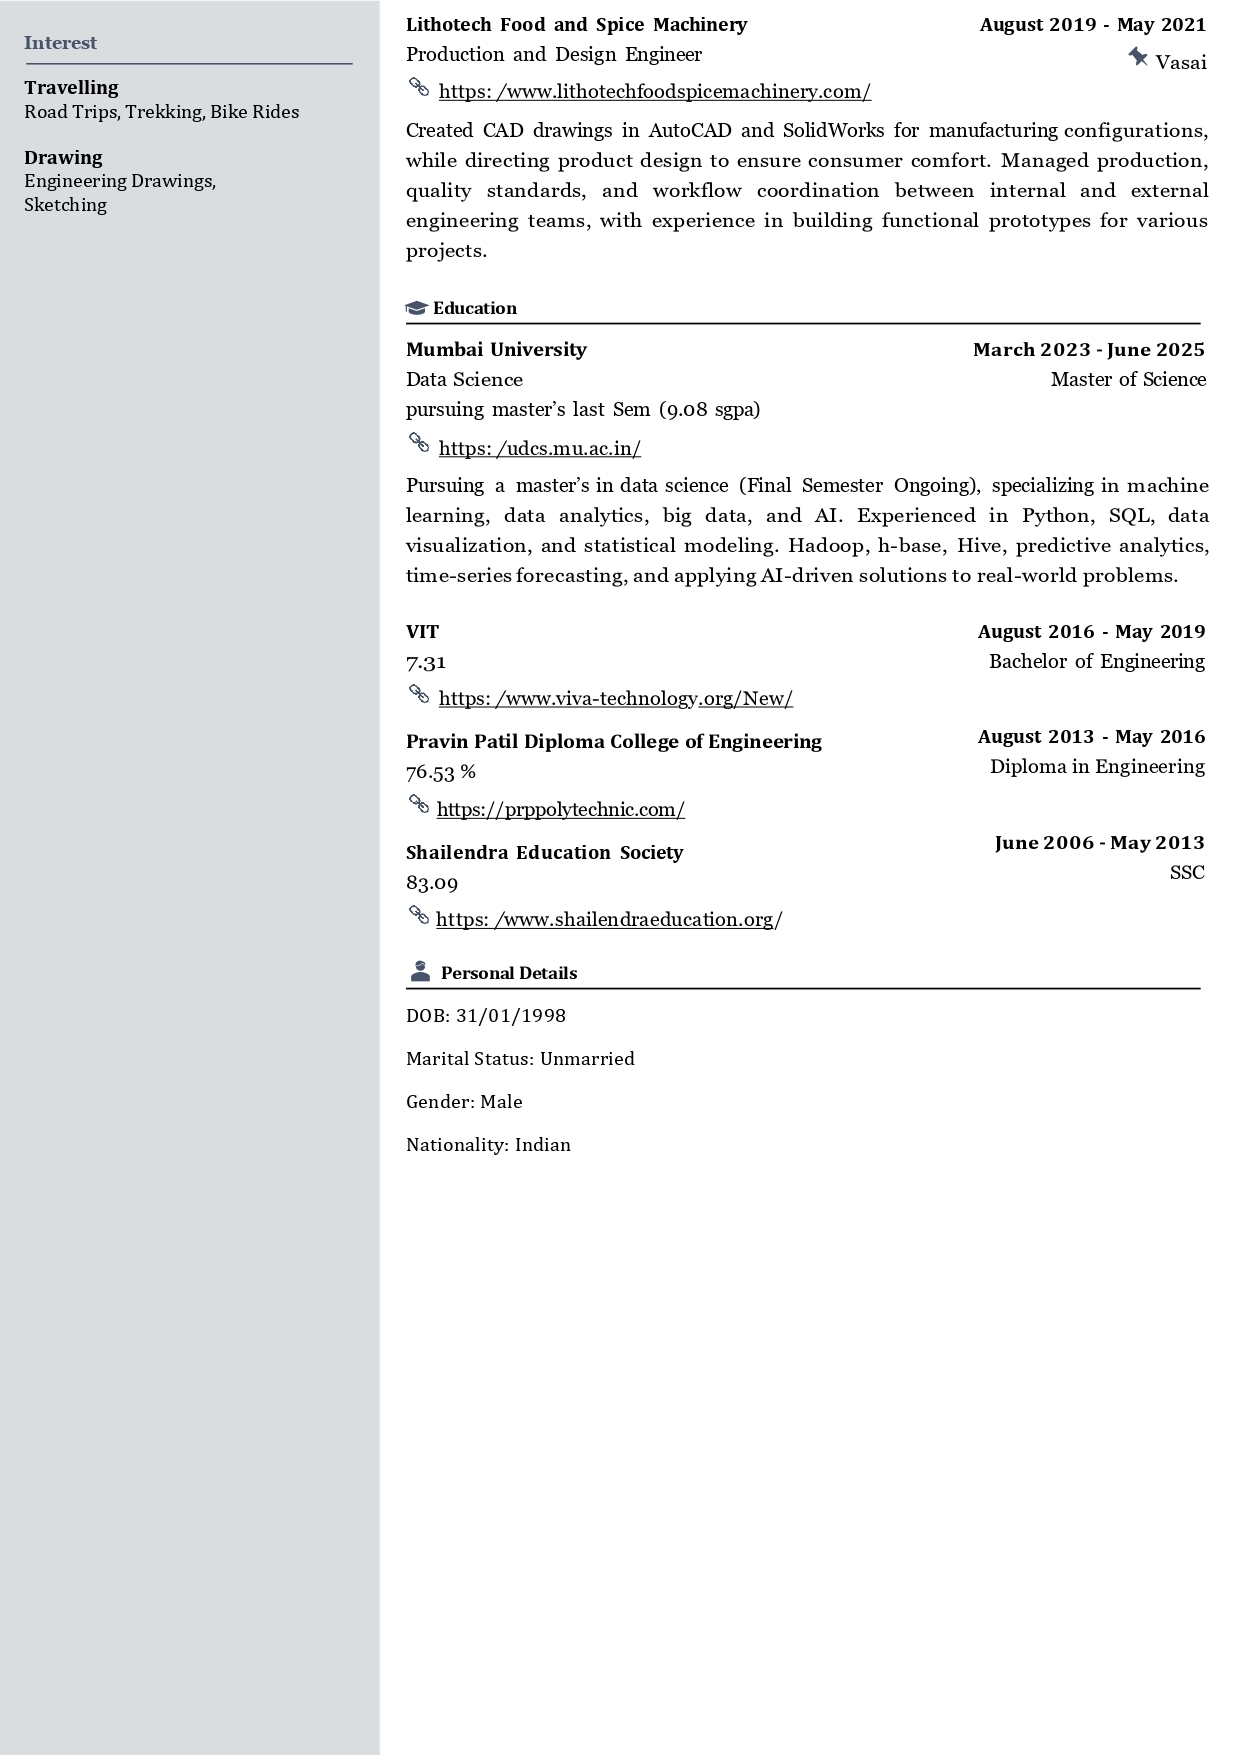 Interest
Travelling
Road Trips, Trekking, Bike Rides
Drawing
Engineering Drawings,
Sketching
Lithotech Food and Spice Machinery August 2019 - May 2021
Production and Design Engineer Vasai
https: /www.lithotechfoodspicemachinery.com/
Created CAD drawings in AutoCAD and SolidWorks for manufacturing configurations,
while directing product design to ensure consumer comfort. Managed production,
quality standards, and workflow coordination between internal and external
engineering teams, with experience in building functional prototypes for various
projects.
Education
Mumbai University March 2023 - June 2025
Data Science Master of Science
pursuing master’s last Sem (9.08 sgpa)
https: /udcs.mu.ac.in/
Pursuing a master’s in data science (Final Semester Ongoing), specializing in machine
learning, data analytics, big data, and AI. Experienced in Python, SQL, data
visualization, and statistical modeling. Hadoop, h-base, Hive, predictive analytics,
time-series forecasting, and applying AI-driven solutions to real-world problems.
VIT August 2016 - May 2019
7.31 Bachelor of Engineering
https: /www.viva-technology.org/New/
Pravin Patil Diploma College of Engineering August 2013 - May 2016
76.53 % Diploma in Engineering
https://prppolytechnic.com/
Shailendra Education Society June 2006 - May 2013
83.09 SSC
https: /www.shailendraeducation.org/
Personal Details
DOB: 31/01/1998
Marital Status: Unmarried
Gender: Male
Nationality: Indian